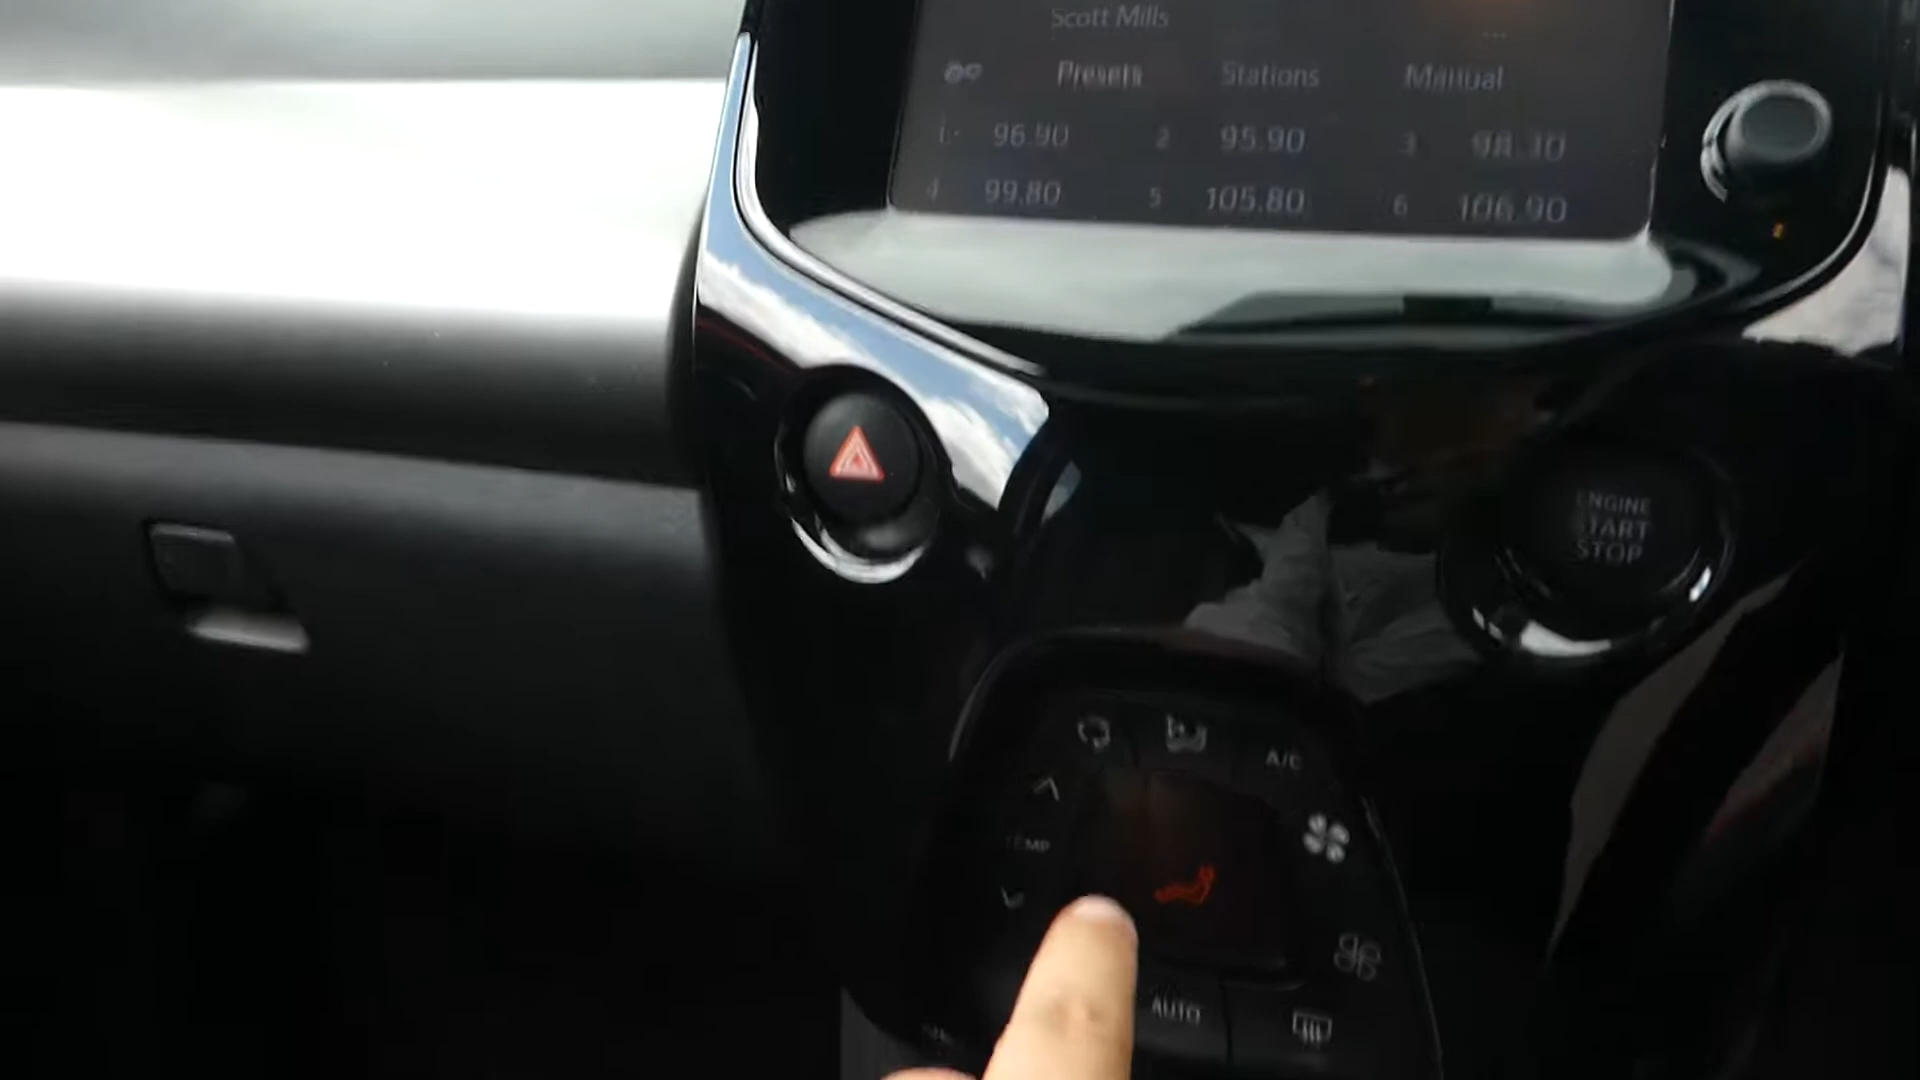 Scott Mills
Presets Stations Manual
1 96.90 2 95.90 3 98.30
4 99.80 5 105.80 6 106.90
ENGINE
START
STOP
A/C
TEMP
AUTO